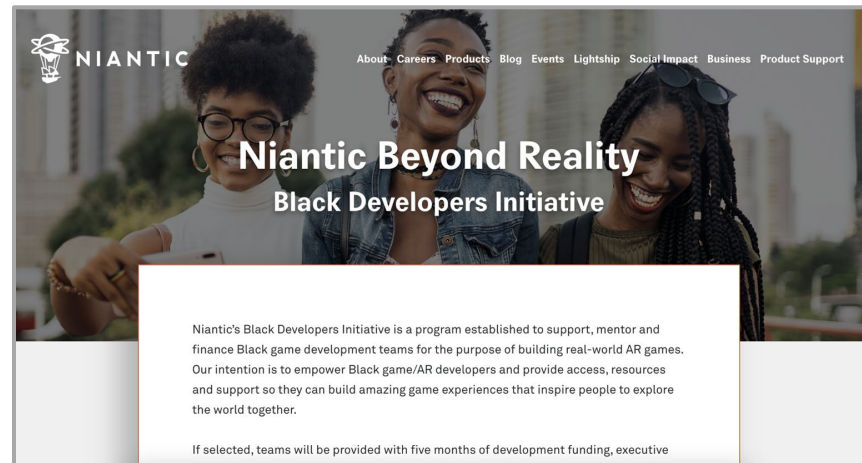 NIANTIC
About Careers Products Blog Events Lightship Social Impact Business Product Support
Niantic Beyond Reality
Black Developers Initiative
Niantic's Black Developers Initiative is a program established to support, mentor and
finance Black game development teams for the purpose of building real-world AR games.
Our intention is to empower Black game/AR developers and provide access, resources
and support so they can build amazing game experiences that inspire people to explore
the world together.
If selected, teams will be provided with five months of development funding, executive